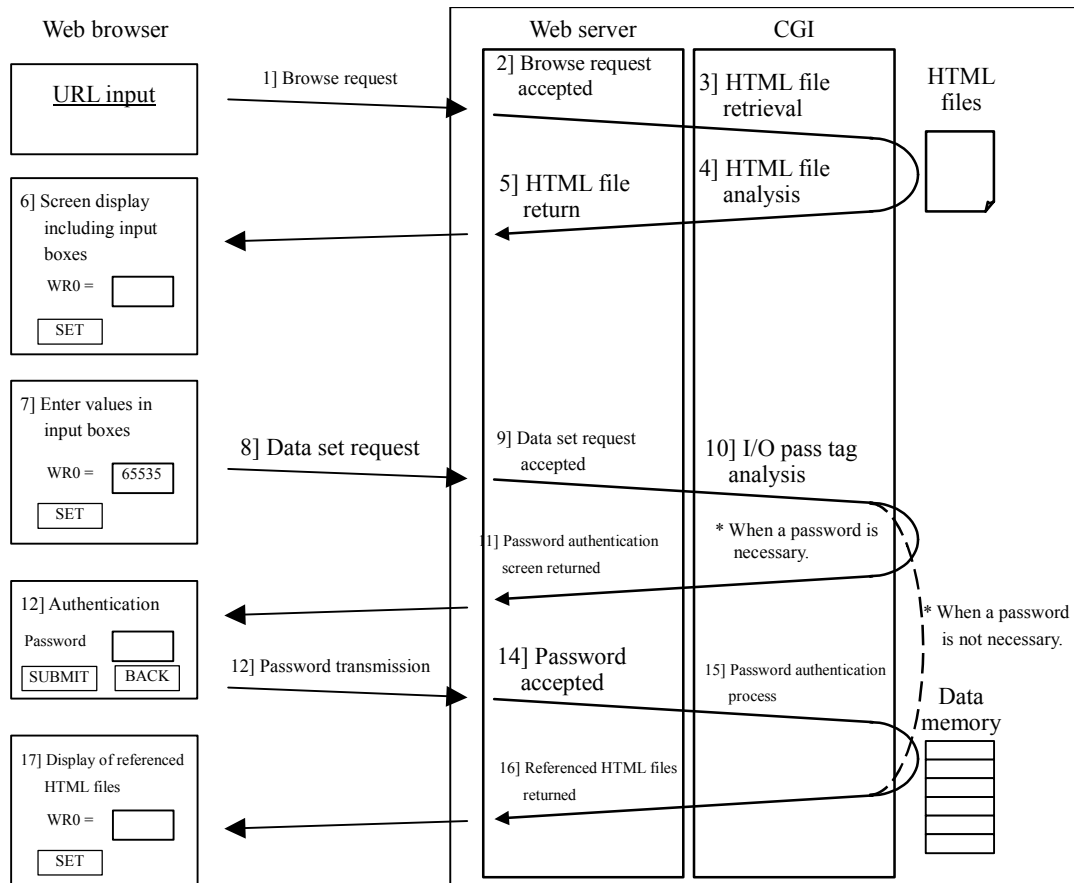 Web browser
Web server
CGI
URL input
1] Browse request
2] Browse request
accepted
3] HTML file
retrieval
HTML
files
6] Screen display
including input
boxes
WR0 =
SET
5] HTML file
return
4] HTML file
analysis
7] Enter values in
input boxes
WR0 =
65535
SET
8] Data set request
9] Data set request
accepted
10] I/O pass tag
analysis
* When a password is
necessary.
11] Password authentication
screen returned
* When a password
is not necessary.
12] Authentication
Password
SUBMIT
BACK
12] Password transmission
14] Password
accepted
15] Password authentication
process
Data
memory
17] Display of referenced
HTML files
WR0 =
SET
16] Referenced HTML files
returned